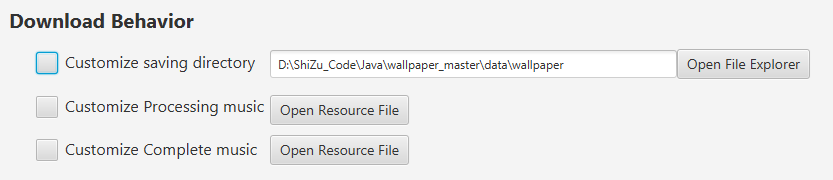 Download Behavior
Customize saving directory D:\ShiZu_Code\Java\wallpaper_master\data\wallpaper Open File Explorer
Customize Processing music Open Resource File
Customize Complete music Open Resource File